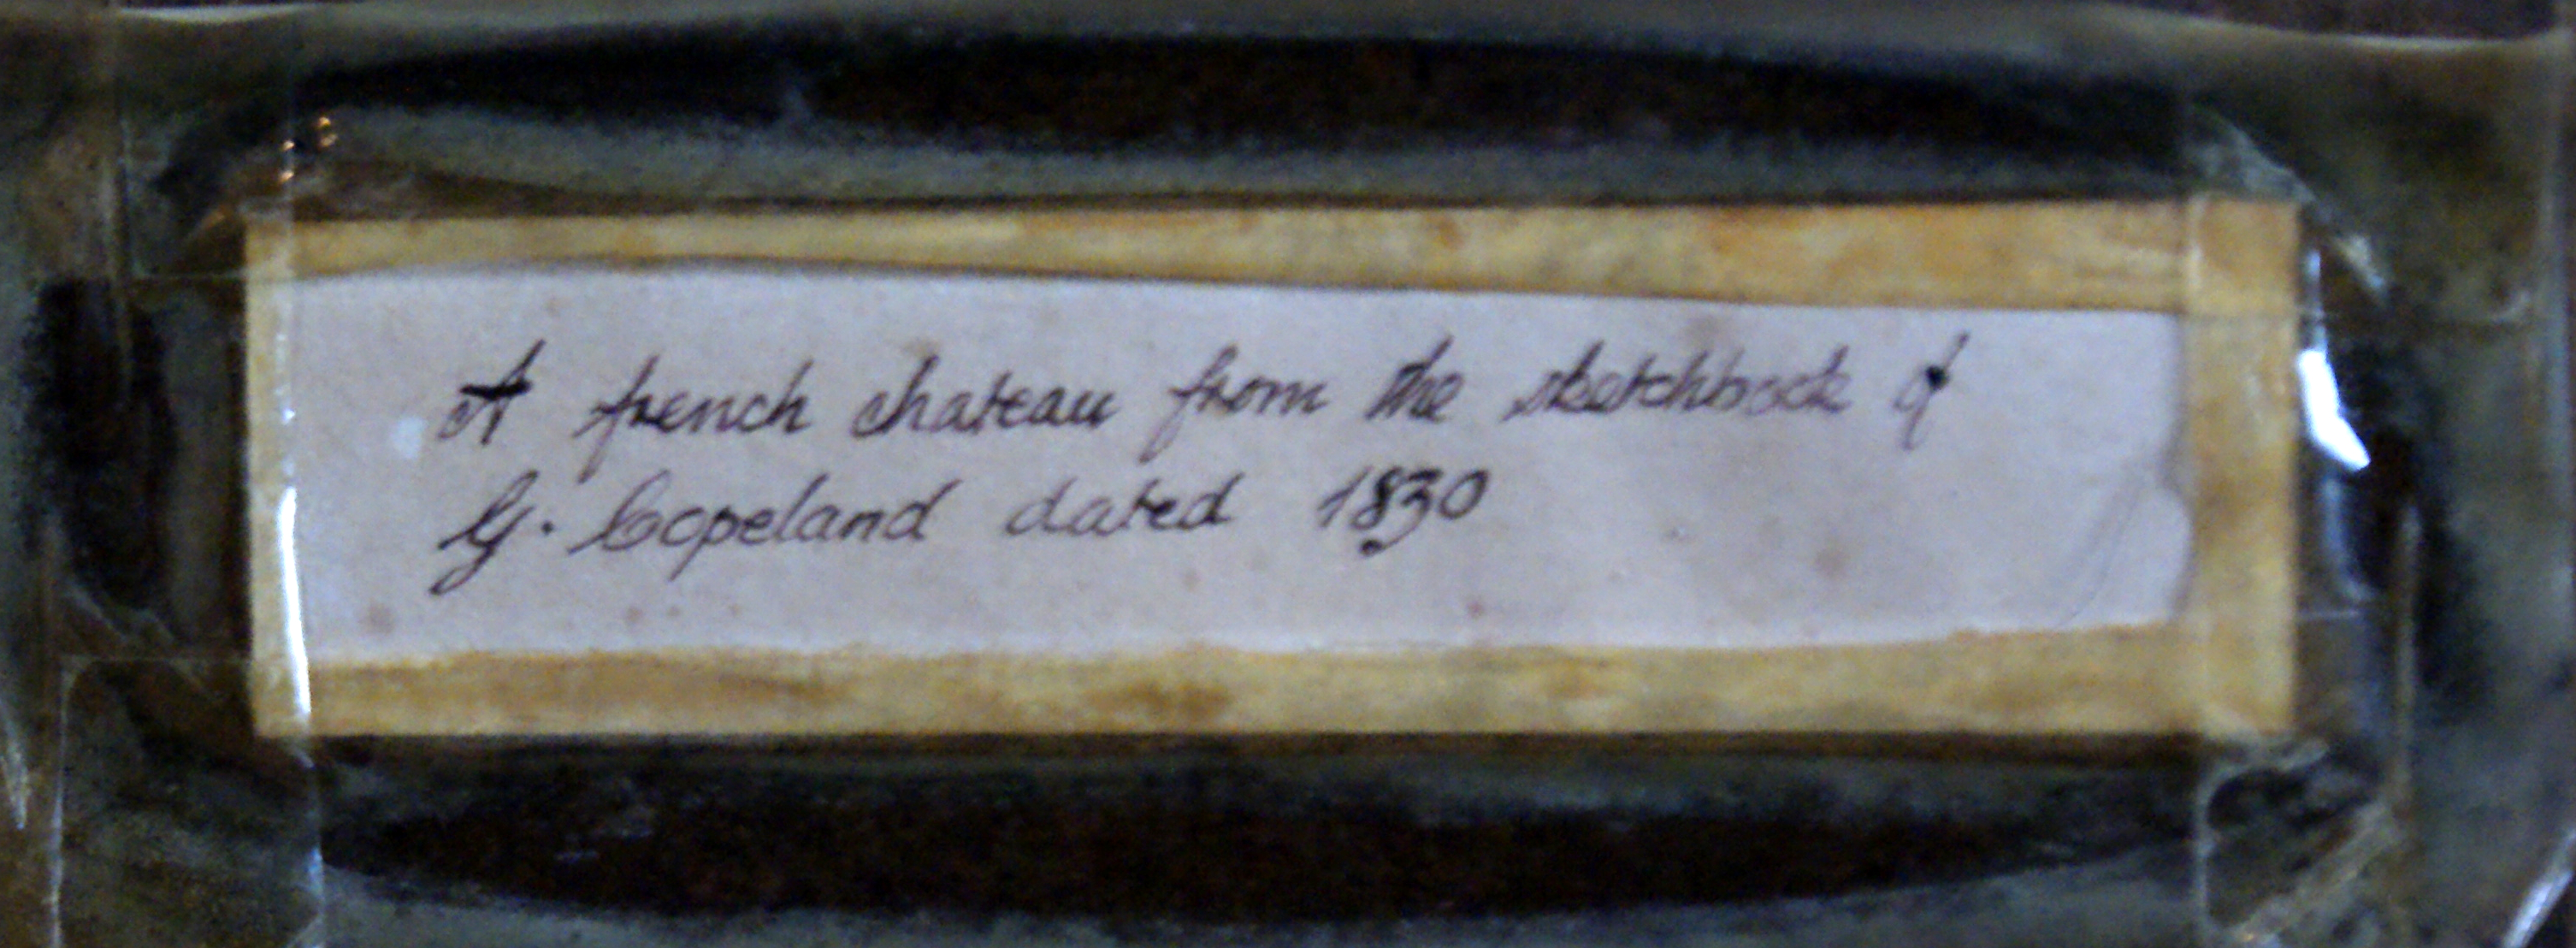 A french chateau from the sketchbook of
G. Copeland dated 1830